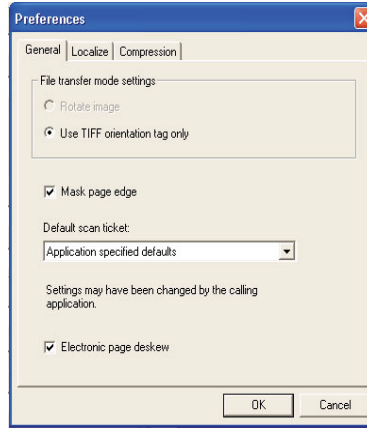 Preferences
General Localize Compression
File transfer mode settings
Rotate image
Use TIFF orientation tag only
Mask page edge
Default scan ticket:
Application specified defaults
Settings may have been changed by the calling
application.
Electronic page deskew
OK Cancel